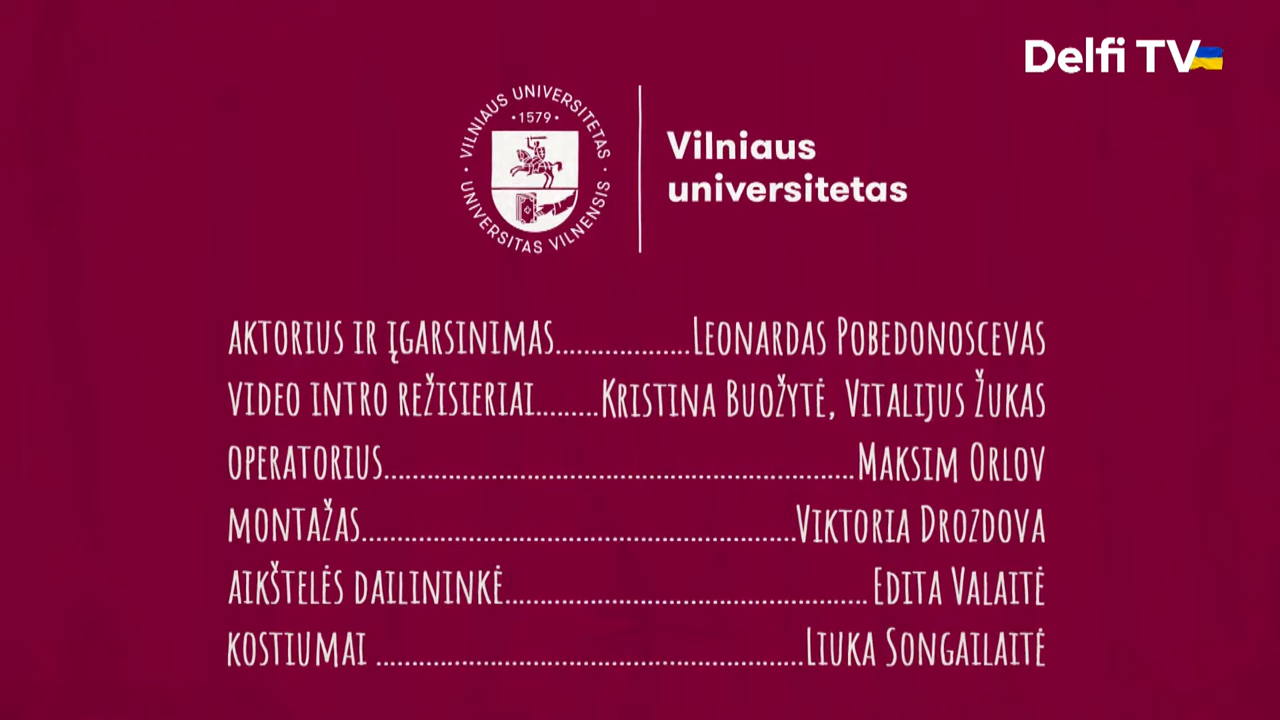 Delfi TV
VILNIAUS UNIVERSITETAS
· 1579 ·
UNIVERSITAS VILNENSIS
Vilniaus
universitetas
AKTORIUS IR ĮGARSINIMAS...................LEONARDAS POBEDONOSCEVAS
VIDEO INTRO REŽISIERIAI.........KRISTINA BUOŽYTĖ, VITALIJUS ŽUKAS
OPERATORIUS..................................................................MAKSIM ORLOV
MONTAŽAS.............................................................VIKTORIA DROZDOVA
AIKŠTELĖS DAILININKĖ...................................................EDITA VALAITĖ
KOSTIUMAI ............................................................LIUKA SONGAILAITĖ